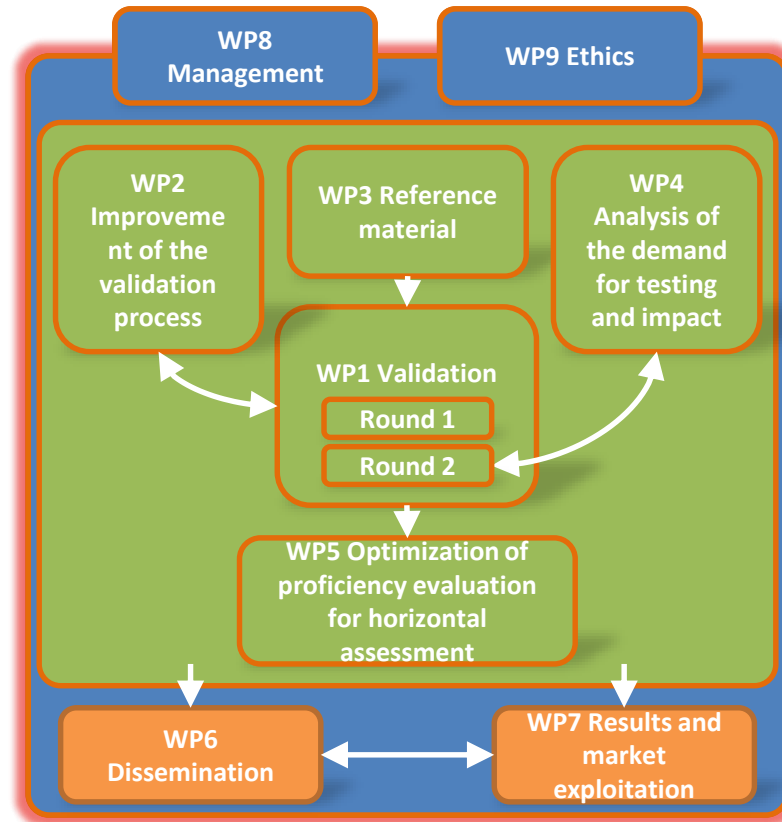 WP8
Management
WP9 Ethics
WP2
Improveme
nt of the
validation
process
WP3 Reference
material
WP4
Analysis of
the demand
for testing
and impact
WP1 Validation
Round 1
Round 2
WP5 Optimization of
proficiency evaluation
for horizontal
assessment
WP6
Dissemination
WP7 Results and
market
exploitation